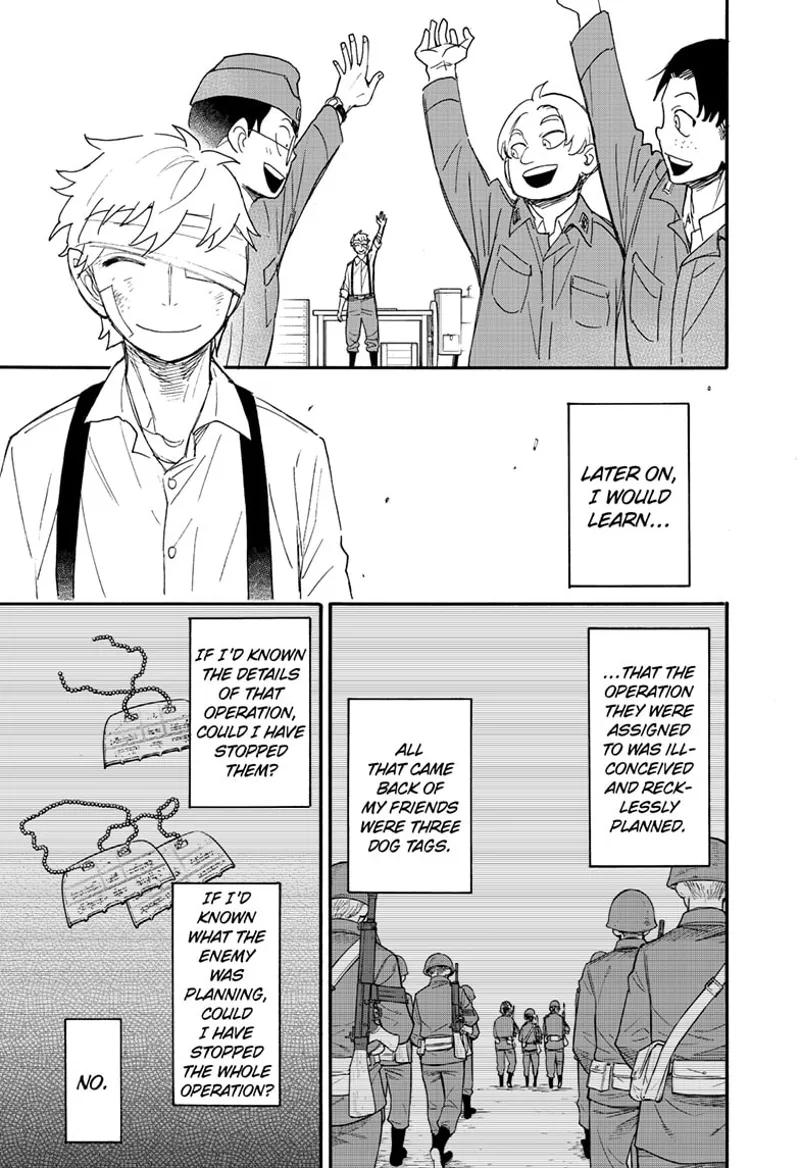 LATER ON,
I WOULD
LEARN...
...THAT THE
OPERATION
THEY WERE
ASSIGNED
TO WAS ILL-
CONCEIVED
AND RECK-
LESSLY
PLANNED.
ALL
THAT CAME
BACK OF
MY FRIENDS
WERE THREE
DOG TAGS.
IF I'D KNOWN
THE DETAILS
OF THAT
OPERATION,
COULD I HAVE
STOPPED
THEM?
IF I'D
KNOWN
WHAT THE
ENEMY
WAS
PLANNING,
COULD
I HAVE
STOPPED
THE WHOLE
OPERATION?
NO.